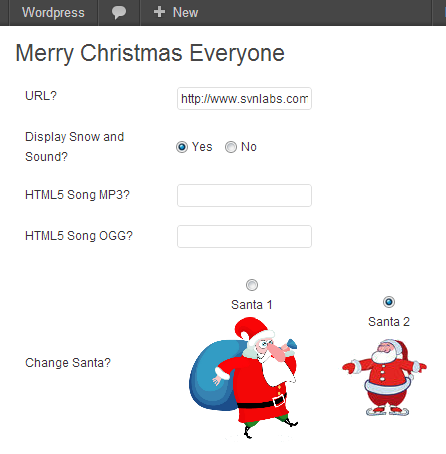 Wordpress New
Merry Christmas Everyone
URL? http://www.svnlabs.com
Display Snow and
Sound? Yes No
HTML5 Song MP3?
HTML5 Song OGG?
Santa 1
Santa 2
Change Santa?